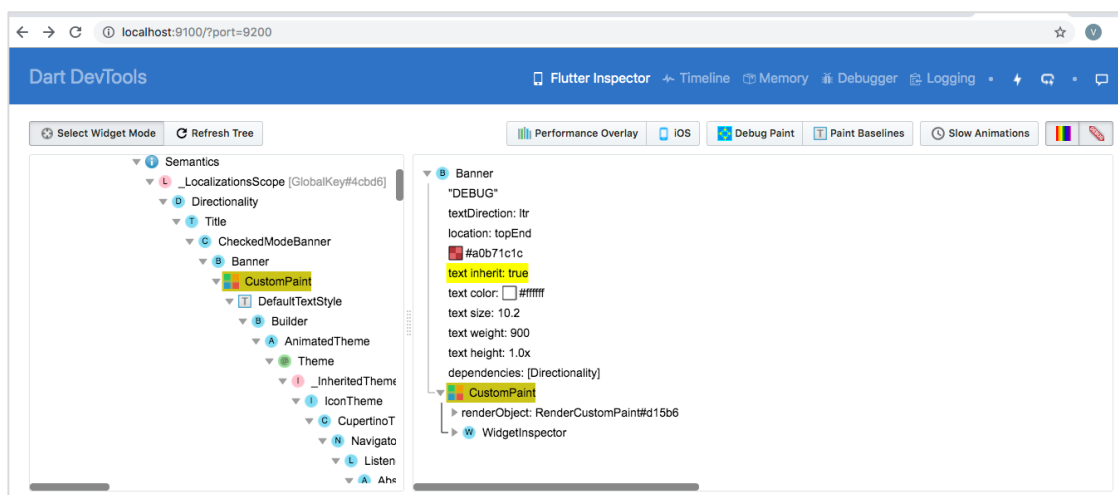 localhost:9100/?port=9200
V
Dart DevTools
Flutter Inspector Timeline Memory Debugger Logging
Select Widget Mode Refresh Tree Performance Overlay iOS Debug Paint T Paint Baselines Slow Animations
i Semantics
L _LocalizationsScope [GlobalKey#4cbd6]
D Directionality
T Title
C CheckedModeBanner
B Banner
CustomPaint
T DefaultTextStyle
B Builder
A AnimatedTheme
@ Theme
I _InheritedTheme
I IconTheme
C CupertinoT
N Navigato
L Listen
A Abs
B Banner
"DEBUG"
textDirection: ltr
location: topEnd
#a0b71c1c
text inherit: true
text color: #ffffff
text size: 10.2
text weight: 900
text height: 1.0x
dependencies: [Directionality]
CustomPaint
renderObject: RenderCustomPaint#d15b6
W WidgetInspector